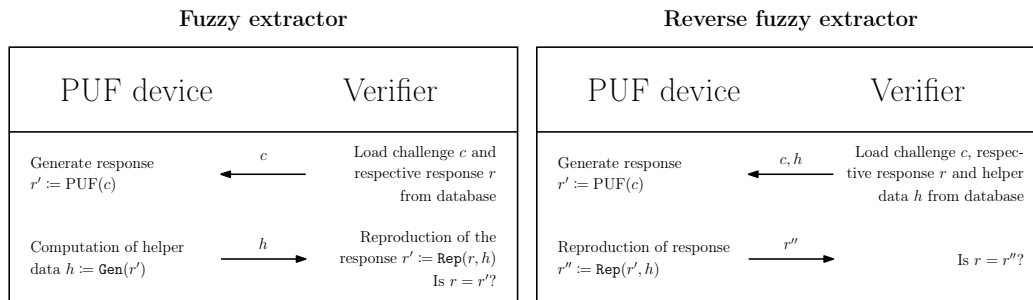 Fuzzy extractor
PUF device
Verifier
Generate response
r′ := PUF(c)
c
Load challenge c and
respective response r
from database
Computation of helper
data h := Gen(r′)
h
Reproduction of the
response r′ := Rep(r, h)
Is r = r′?
Reverse fuzzy extractor
PUF device
Verifier
Generate response
r′ := PUF(c)
c, h
Load challenge c, respec-
tive response r and helper
data h from database
Reproduction of response
r′′ := Rep(r′, h)
r′′
Is r = r′′?